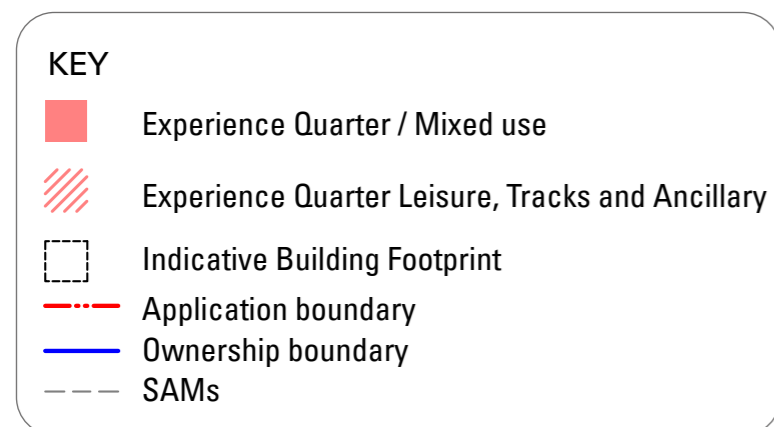 KEY
Experience Quarter / Mixed use
Experience Quarter Leisure, Tracks and Ancillary
Indicative Building Footprint
Application boundary
Ownership boundary
SAMs